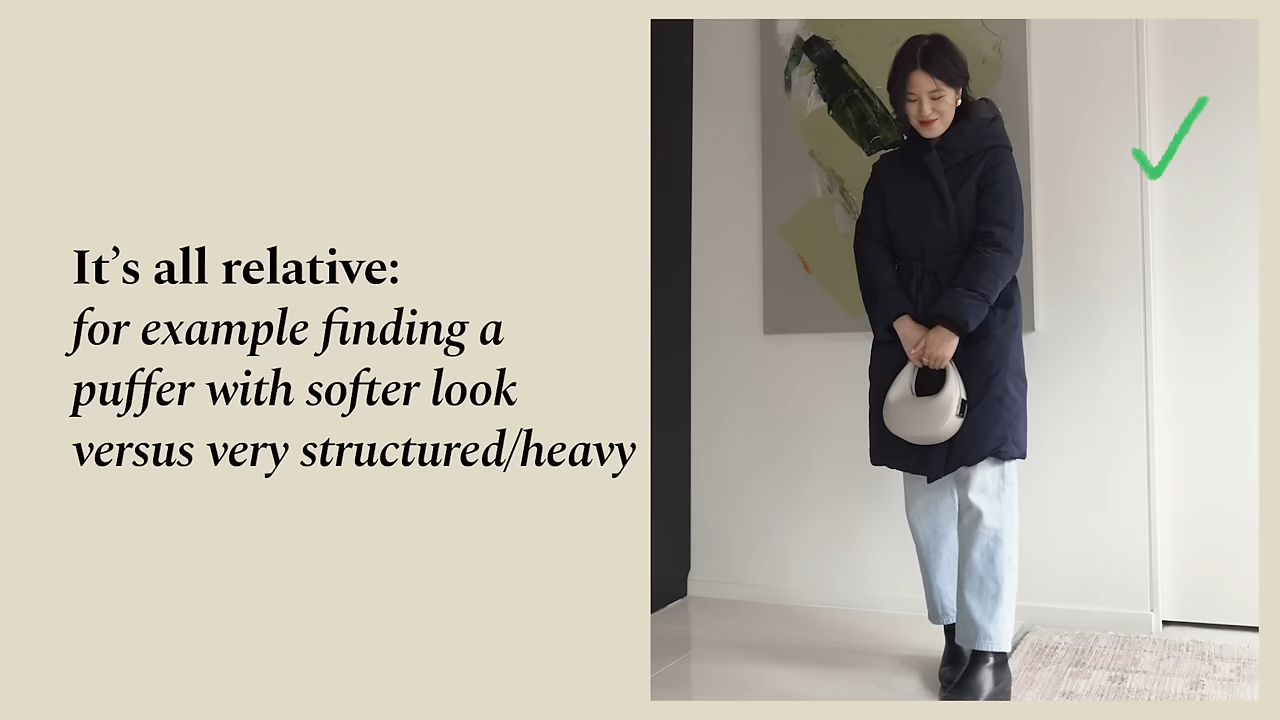 It’s all relative:
for example finding a
puffer with softer look
versus very structured/heavy